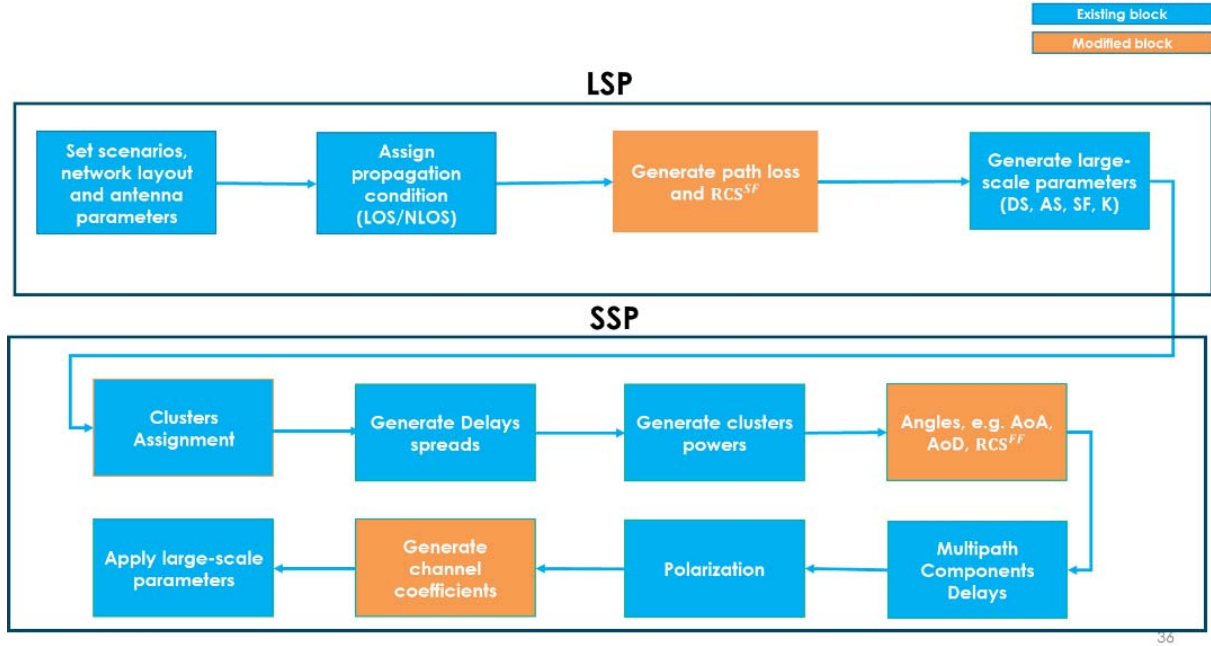 Existing block
Modified block
LSP
Set scenarios,
network layout
and antenna
parameters
Assign
propagation
condition
(LOS/NLOS)
Generate path loss
and RCS^SF
Generate large-
scale parameters
(DS, AS, SF, K)
SSP
Clusters
Assignment
Generate Delays
spreads
Generate clusters
powers
Angles, e.g. AoA,
AoD, RCS^FF
Multipath
Components
Delays
Polarization
Generate
channel
coefficients
Apply large-scale
parameters
36